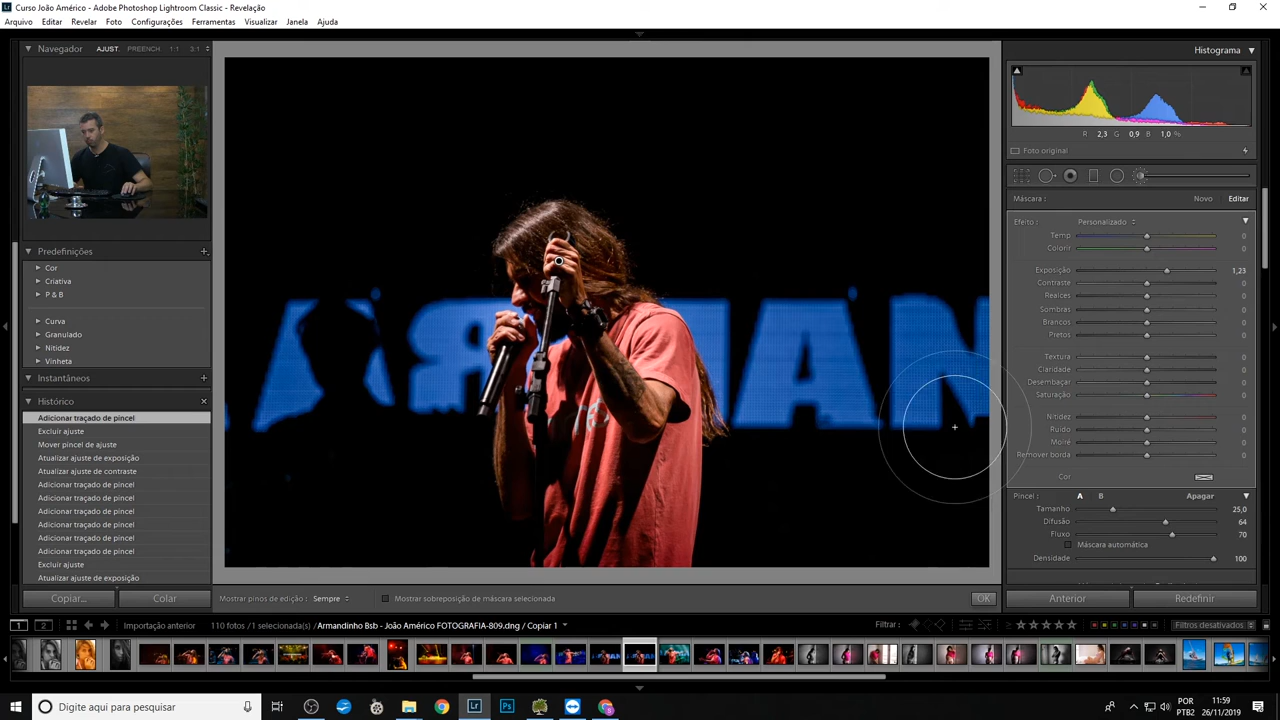 Curso João Américo - Adobe Photoshop Lightroom Classic - Revelação
Arquivo Editar Revelar Foto Configurações Ferramentas Visualizar Janela Ajuda
Navegador AJUST. PREENCH 1:1 3:1
Predefinições
Cor
Criativa
P & B
Curva
Granulado
Nitidez
Vinheta
Instantâneos
Histórico
Adicionar traçado de pincel
Excluir ajuste
Mover pincel de ajuste
Atualizar ajuste de exposição
Atualizar ajuste de contraste
Adicionar traçado de pincel
Adicionar traçado de pincel
Adicionar traçado de pincel
Adicionar traçado de pincel
Adicionar traçado de pincel
Adicionar traçado de pincel
Excluir ajuste
Atualizar ajuste de exposição
Copiar... Colar
Mostrar pinos de edição : Sempre Mostrar sobreposição de máscara selecionada OK
Histograma
R 2,3 G 0,9 B 1,0 %
Foto original
Máscara: Novo Editar
Efeito : Personalizado
Temp 0
Colorir 0
Exposição 1,23
Contraste 0
Realces 0
Sombras 0
Brancos 0
Pretos 0
Textura 0
Claridade 0
Desembaçar 0
Saturação 0
Nitidez 0
Ruído 0
Moiré 0
Remover borda 0
Cor
Pincel : A B Apagar
Tamanho 25,0
Difusão 64
Fluxo 70
Máscara automática
Densidade 100
Anterior Redefinir
1 2 Importação anterior 110 fotos / 1 selecionada(s) / Armandinho Bsb - João Américo FOTOGRAFIA-809.dng / Copiar 1 Filtrar : Filtros desativados
Digite aqui para pesquisar
POR
PTB2
11:59
26/11/2019